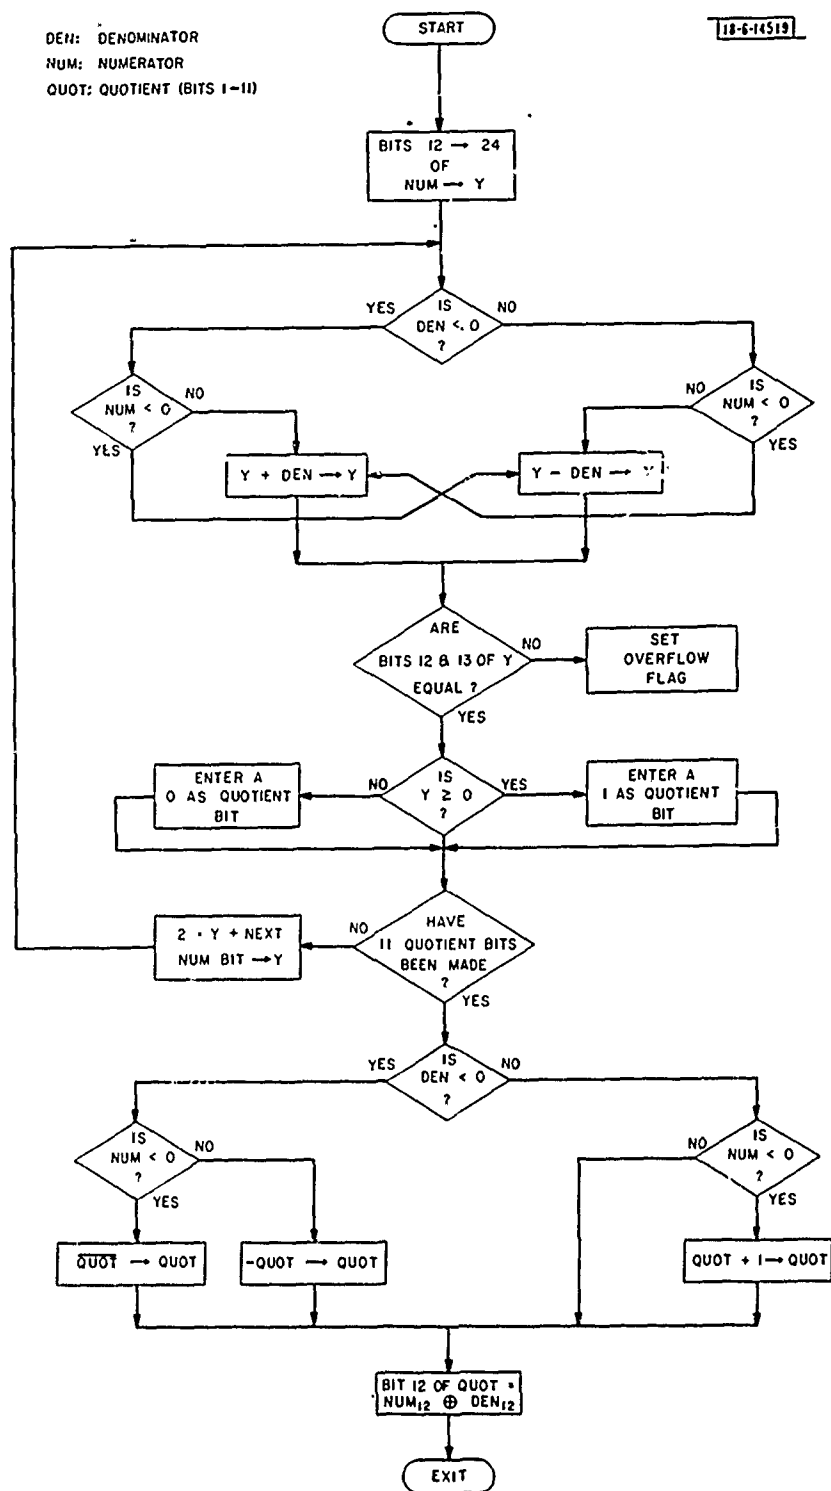 18-6-14519
DEN: DENOMINATOR
NUM: NUMERATOR
QUOT: QUOTIENT (BITS 1-11)
START
BITS 12 → 24
OF
NUM → Y
IS
DEN < 0
?
YES
NO
IS
NUM < 0
?
NO
YES
IS
NUM < 0
?
NO
YES
Y + DEN → Y
Y - DEN → Y
ARE
BITS 12 & 13 OF Y
EQUAL ?
NO
YES
SET
OVERFLOW
FLAG
IS
Y ≥ 0
?
NO
YES
ENTER A
0 AS QUOTIENT
BIT
ENTER A
1 AS QUOTIENT
BIT
HAVE
11 QUOTIENT BITS
BEEN MADE
?
NO
YES
2 • Y + NEXT
NUM BIT → Y
IS
DEN < 0
?
YES
NO
IS
NUM < 0
?
NO
YES
IS
NUM < 0
?
NO
YES
Q̅U̅O̅T̅ → QUOT
-QUOT → QUOT
QUOT + 1 → QUOT
BIT 12 OF QUOT =
NUM₁₂ ⊕ DEN₁₂
EXIT